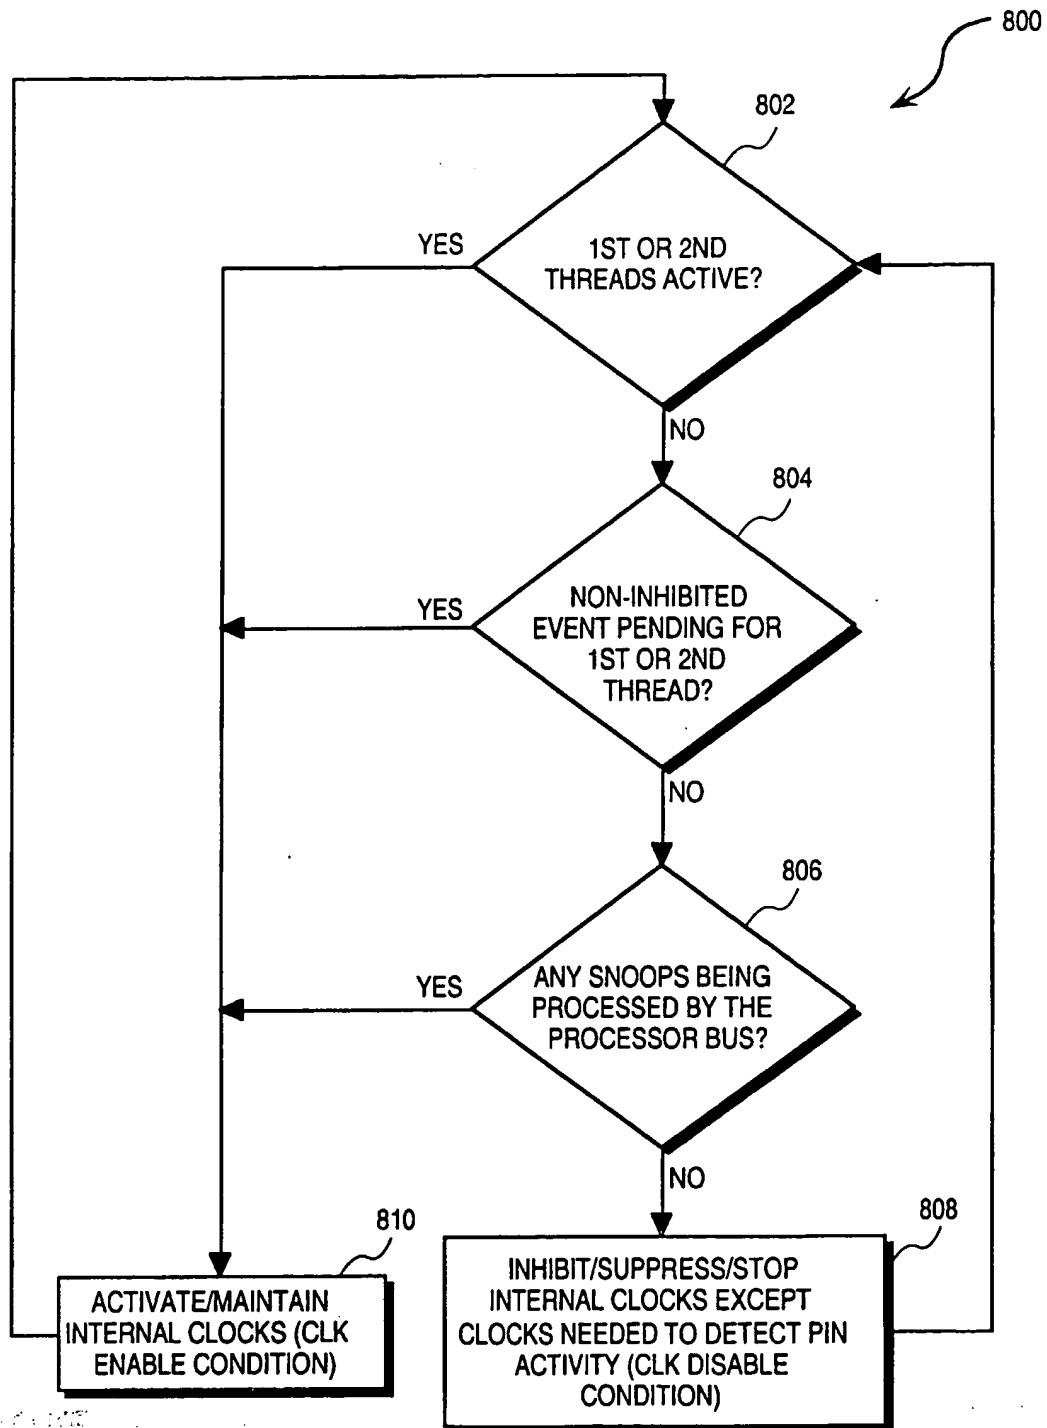 800
802
YES
1ST OR 2ND
THREADS ACTIVE?
NO
804
YES
NON-INHIBITED
EVENT PENDING FOR
1ST OR 2ND
THREAD?
NO
806
YES
ANY SNOOPS BEING
PROCESSED BY THE
PROCESSOR BUS?
NO
810
ACTIVATE/MAINTAIN
INTERNAL CLOCKS (CLK
ENABLE CONDITION)
808
INHIBIT/SUPPRESS/STOP
INTERNAL CLOCKS EXCEPT
CLOCKS NEEDED TO DETECT PIN
ACTIVITY (CLK DISABLE
CONDITION)